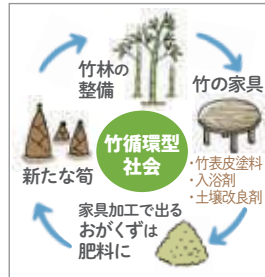 竹林の
整備
竹の家具
・竹表皮塗料
・入浴剤
・土壌改良剤
竹循環型
社会
新たな筍
家具加工で出る
おがくずは
肥料に